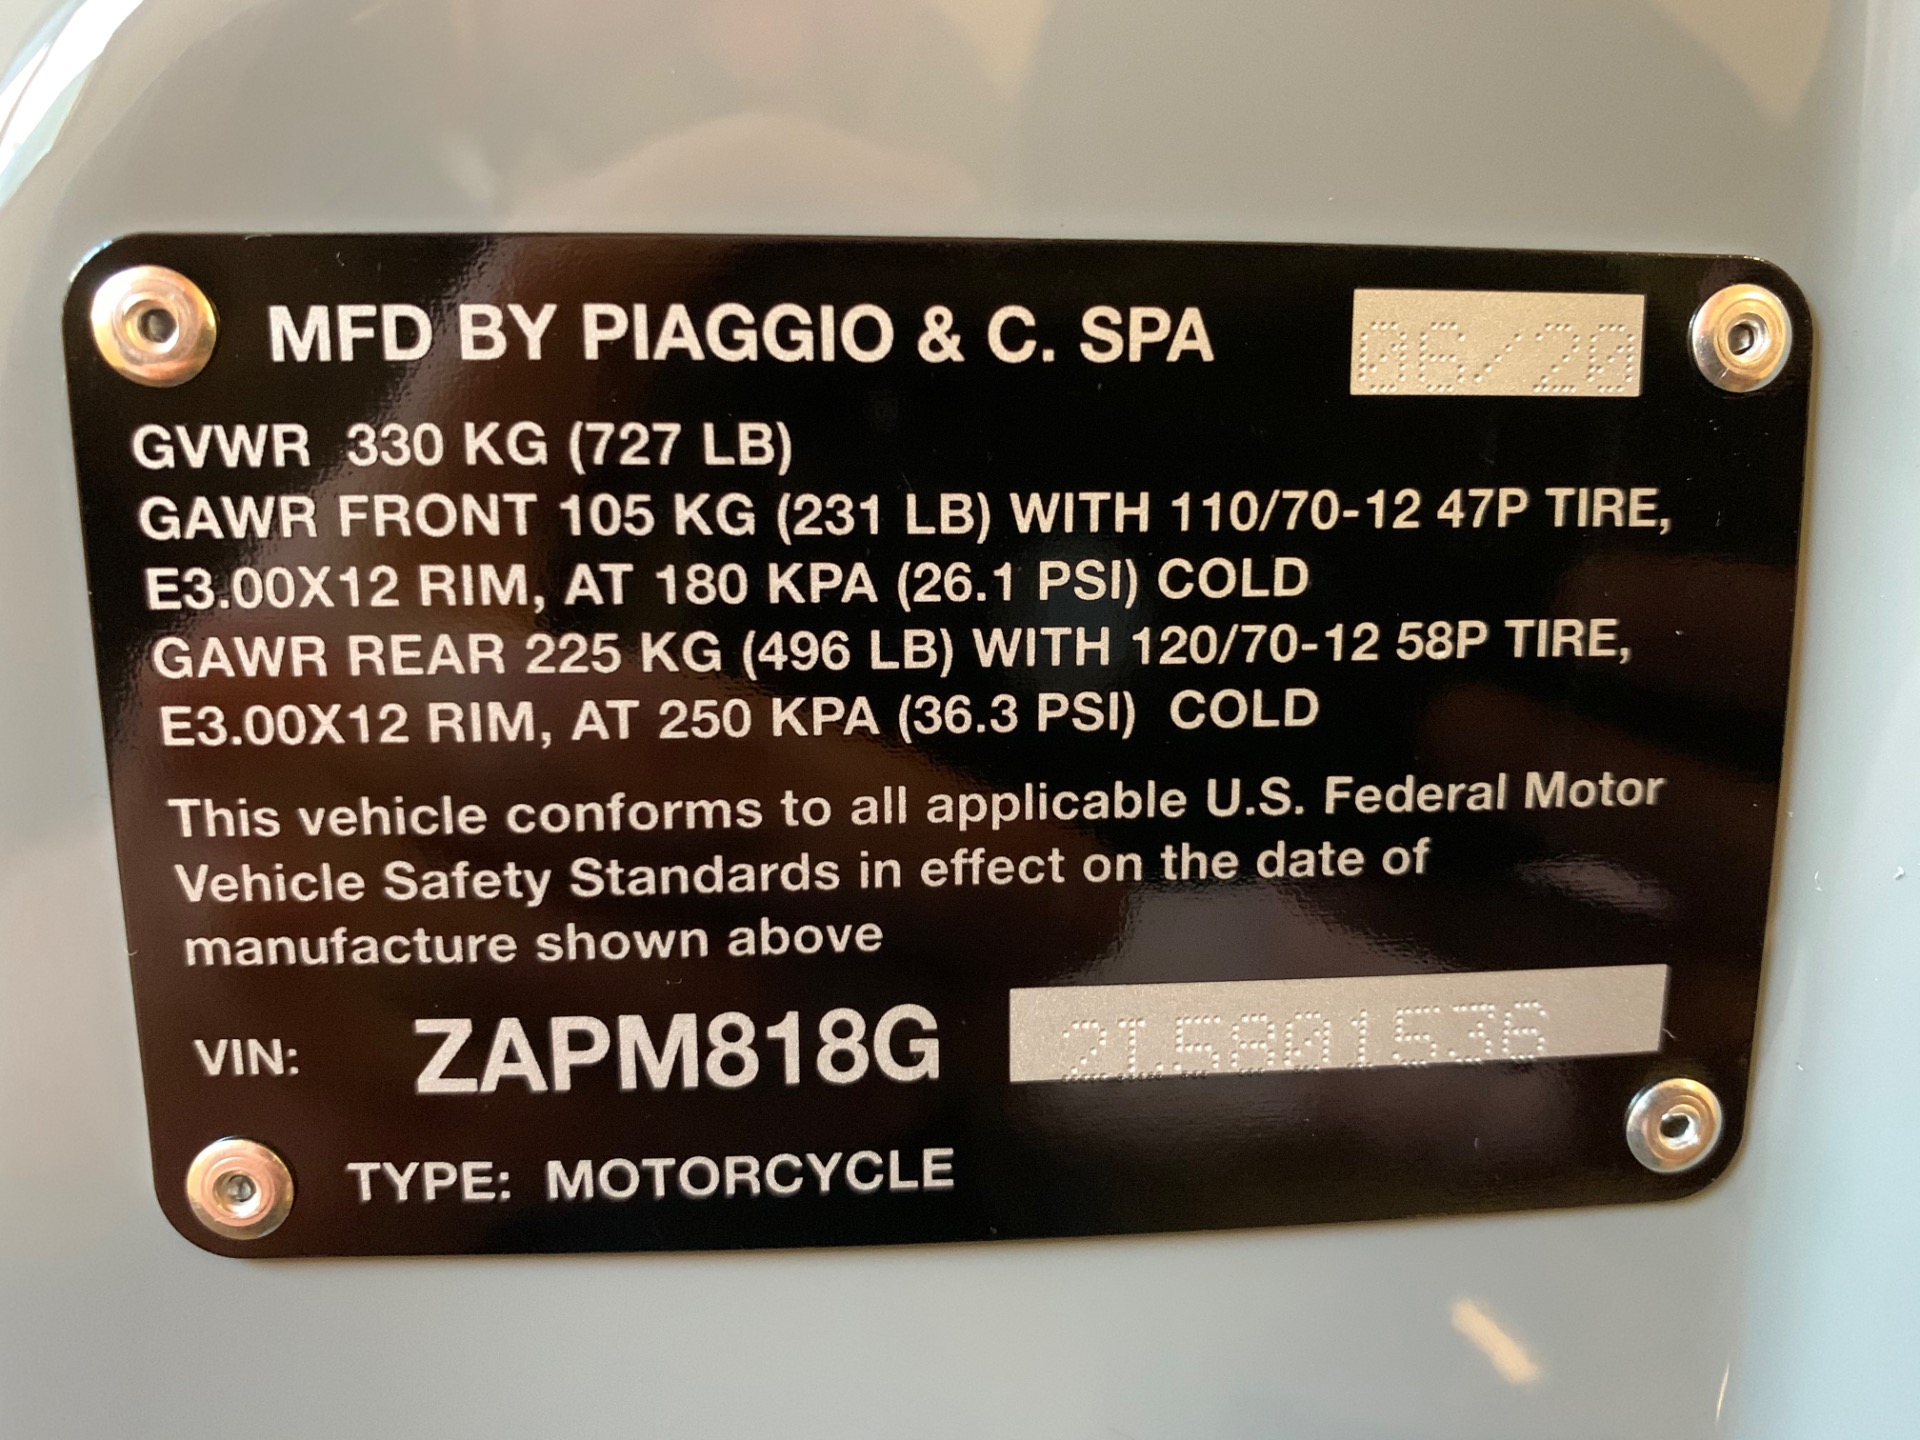 MFD BY PIAGGIO & C. SPA 06/20
GVWR 330 KG (727 LB)
GAWR FRONT 105 KG (231 LB) WITH 110/70-12 47P TIRE,
E3.00X12 RIM, AT 180 KPA (26.1 PSI) COLD
GAWR REAR 225 KG (496 LB) WITH 120/70-12 58P TIRE,
E3.00X12 RIM, AT 250 KPA (36.3 PSI) COLD
This vehicle conforms to all applicable U.S. Federal Motor
Vehicle Safety Standards in effect on the date of
manufacture shown above
VIN: ZAPM818G 2L5801536
TYPE: MOTORCYCLE